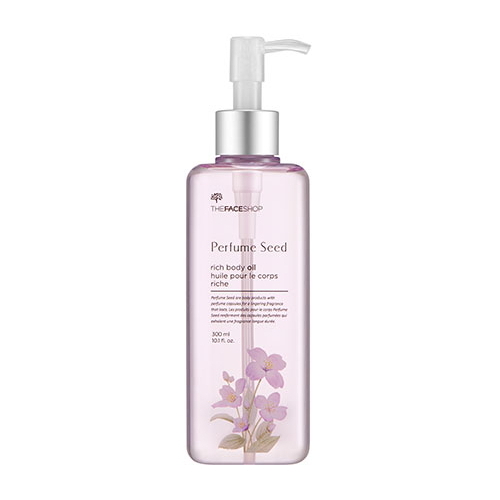 THEFACESHOP
Perfume Seed
rich body oil
huile pour le corps
riche
Perfume Seed are body products with
perfume capsules for a lingering fragrance
that lasts. Les produits pour le corps Perfume
Seed renferment des capsules parfumées qui
exhalent une fragrance longue durée.
300 ml
10.1 fl. oz.